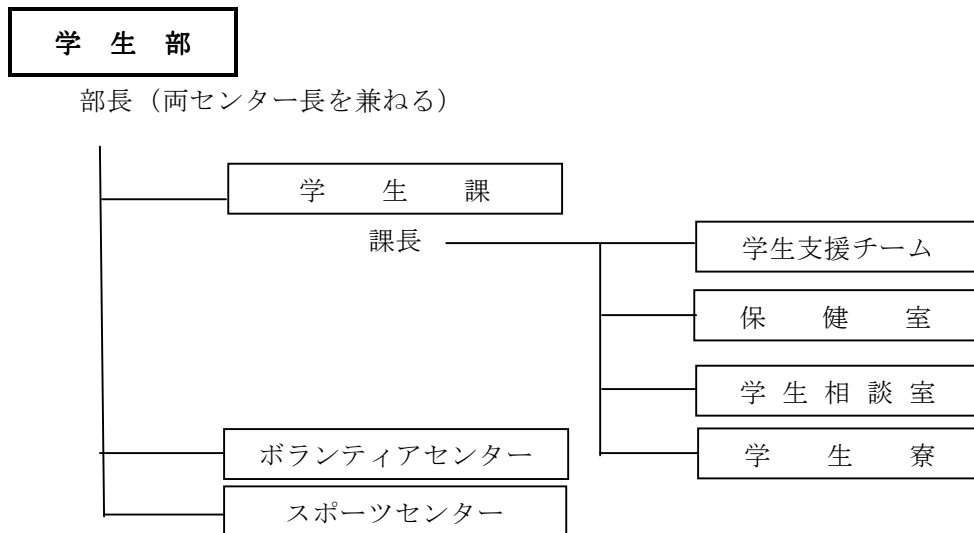 学 生 部
部長（両センター長を兼ねる）
学 生 課
課長
学生支援チーム
保 健 室
学 生 相 談 室
学 生 寮
ボランティアセンター
スポーツセンター